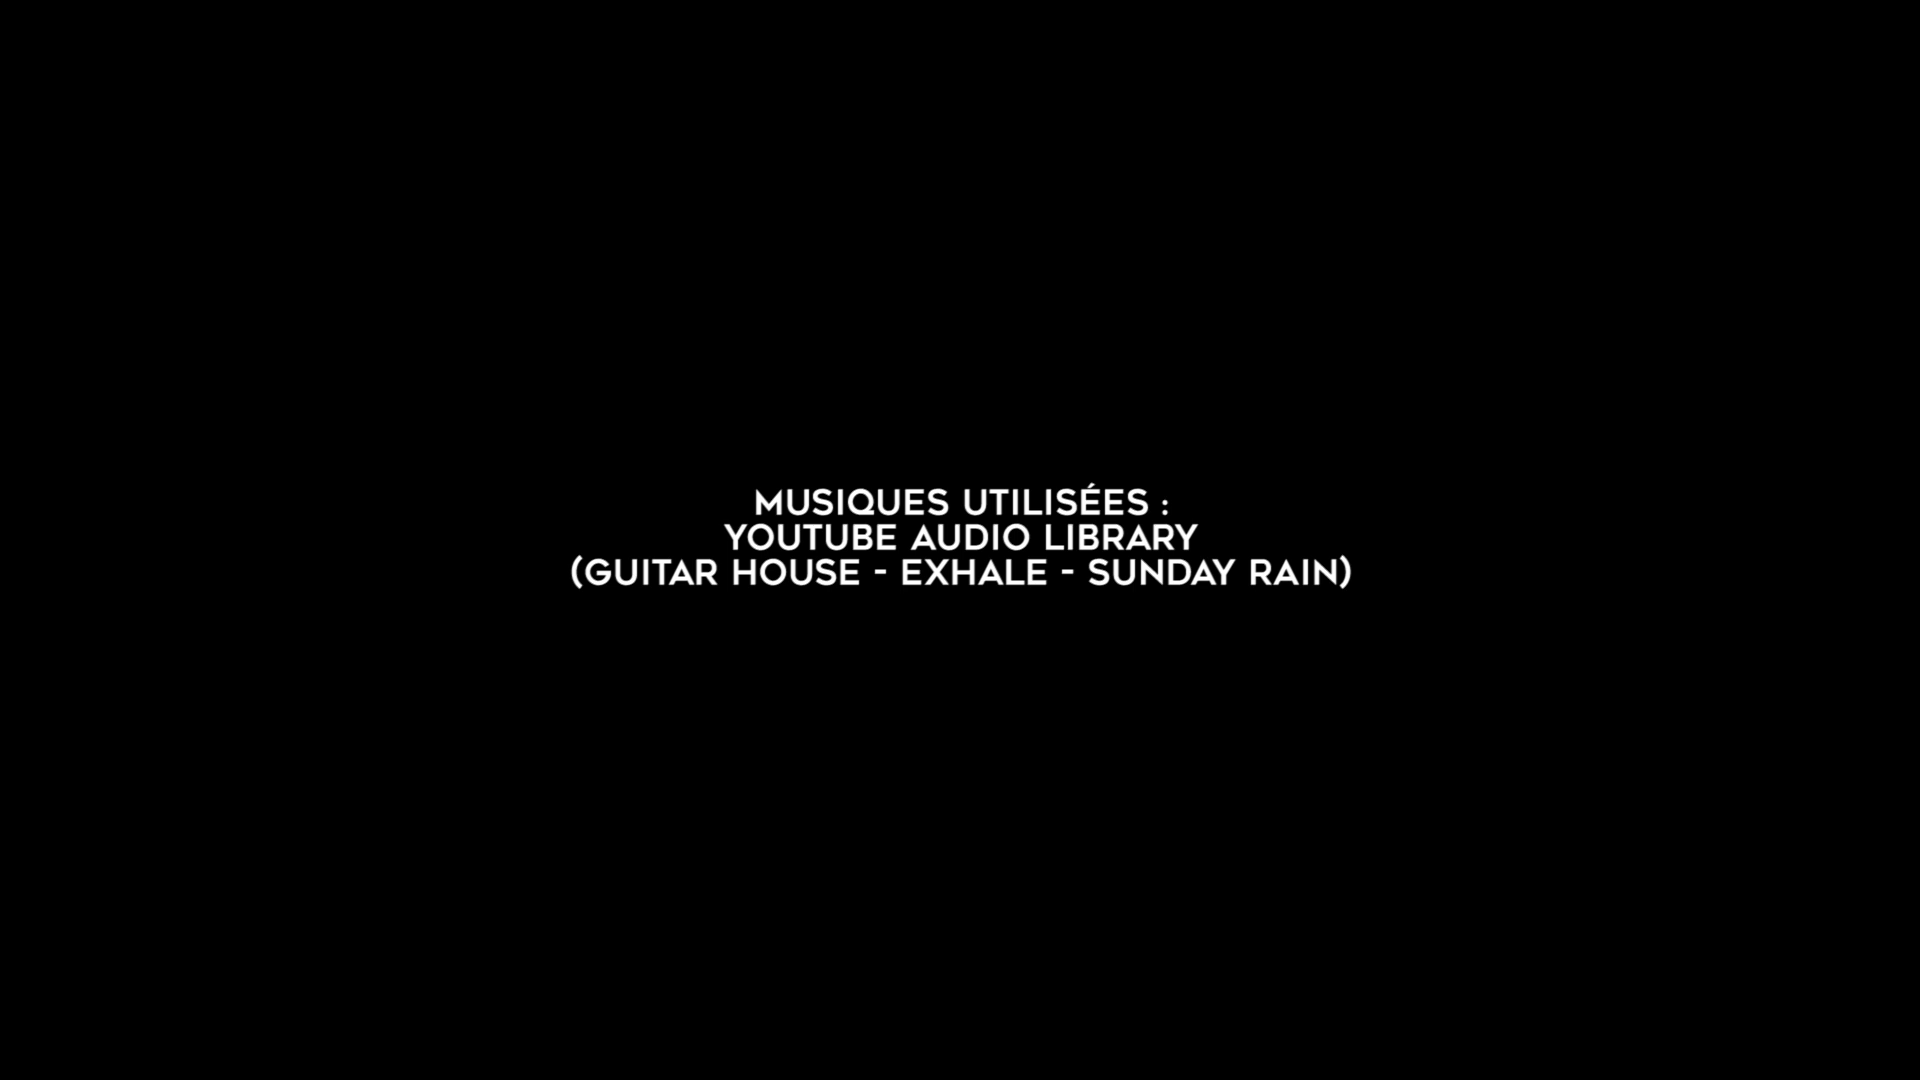 MUSIQUES UTILISÉES :
YOUTUBE AUDIO LIBRARY
(GUITAR HOUSE - EXHALE - SUNDAY RAIN)